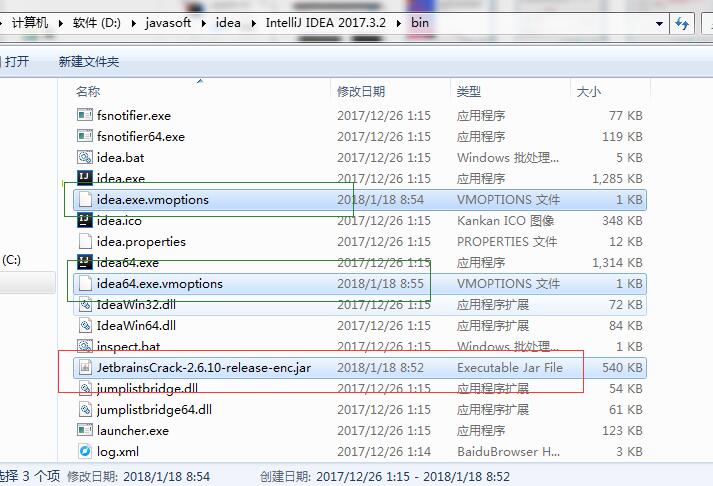 计算机 ▸ 软件 (D:) ▸ javasoft ▸ idea ▸ IntelliJ IDEA 2017.3.2 ▸ bin
打开 新建文件夹
名称 修改日期 类型 大小
fsnotifier.exe 2017/12/26 1:15 应用程序 77 KB
fsnotifier64.exe 2017/12/26 1:15 应用程序 119 KB
idea.bat 2017/12/26 1:15 Windows 批处理... 5 KB
idea.exe 2017/12/26 1:15 应用程序 1,285 KB
idea.exe.vmoptions 2018/1/18 8:54 VMOPTIONS 文件 1 KB
idea.ico 2017/12/26 1:15 Kankan ICO 图像 348 KB
idea.properties 2017/12/26 1:15 PROPERTIES 文件 12 KB
(C:)
idea64.exe 2017/12/26 1:15 应用程序 1,314 KB
idea64.exe.vmoptions 2018/1/18 8:55 VMOPTIONS 文件 1 KB
IdeaWin32.dll 2017/12/26 1:15 应用程序扩展 72 KB
IdeaWin64.dll 2017/12/26 1:15 应用程序扩展 84 KB
inspect.bat 2017/12/26 1:15 Windows 批处理... 1 KB
JetbrainsCrack-2.6.10-release-enc.jar 2018/1/18 8:52 Executable Jar File 540 KB
jumplistbridge.dll 2017/12/26 1:15 应用程序扩展 54 KB
jumplistbridge64.dll 2017/12/26 1:15 应用程序扩展 61 KB
launcher.exe 2017/12/26 1:15 应用程序 123 KB
log.xml 2017/12/26 1:14 BaiduBrowser H... 3 KB
选择 3 个项 修改日期: 2018/1/18 8:54 创建日期: 2017/12/26 1:15 - 2018/1/18 8:52